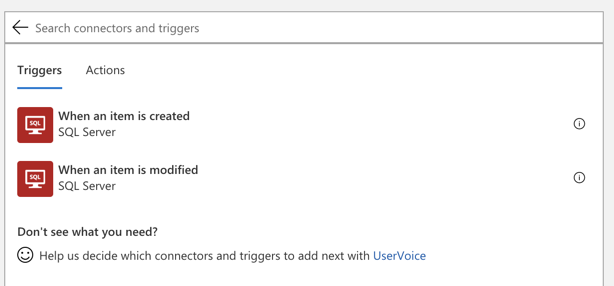 Search connectors and triggers
Triggers Actions
When an item is created
SQL
SQL Server
When an item is modified
SQL
SQL Server
Don't see what you need?
Help us decide which connectors and triggers to add next with UserVoice